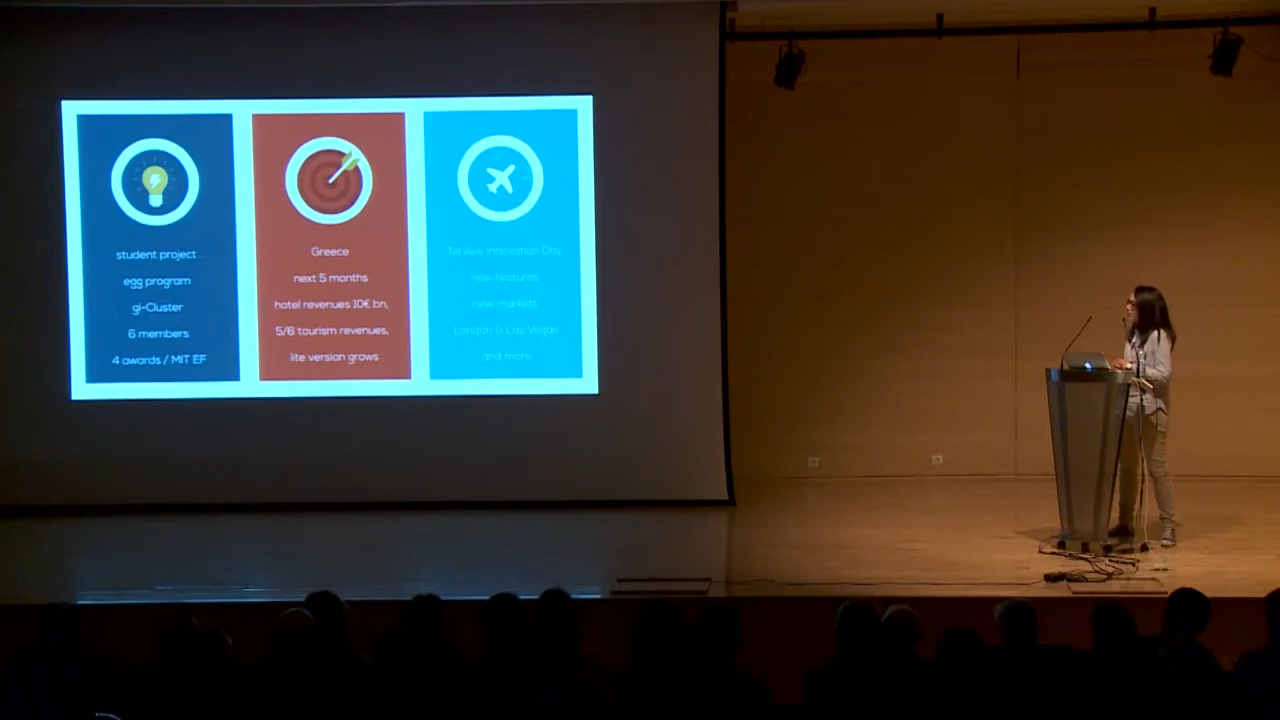 student project
egg program
gi-Cluster
6 members
4 awards / MIT EF
Greece
next 5 months
hotel revenues 10€ bn,
5/6 tourism revenues,
lite version grows
Tel Aviv Innovation Day
new features
new markets
London & Las Vegas
and more